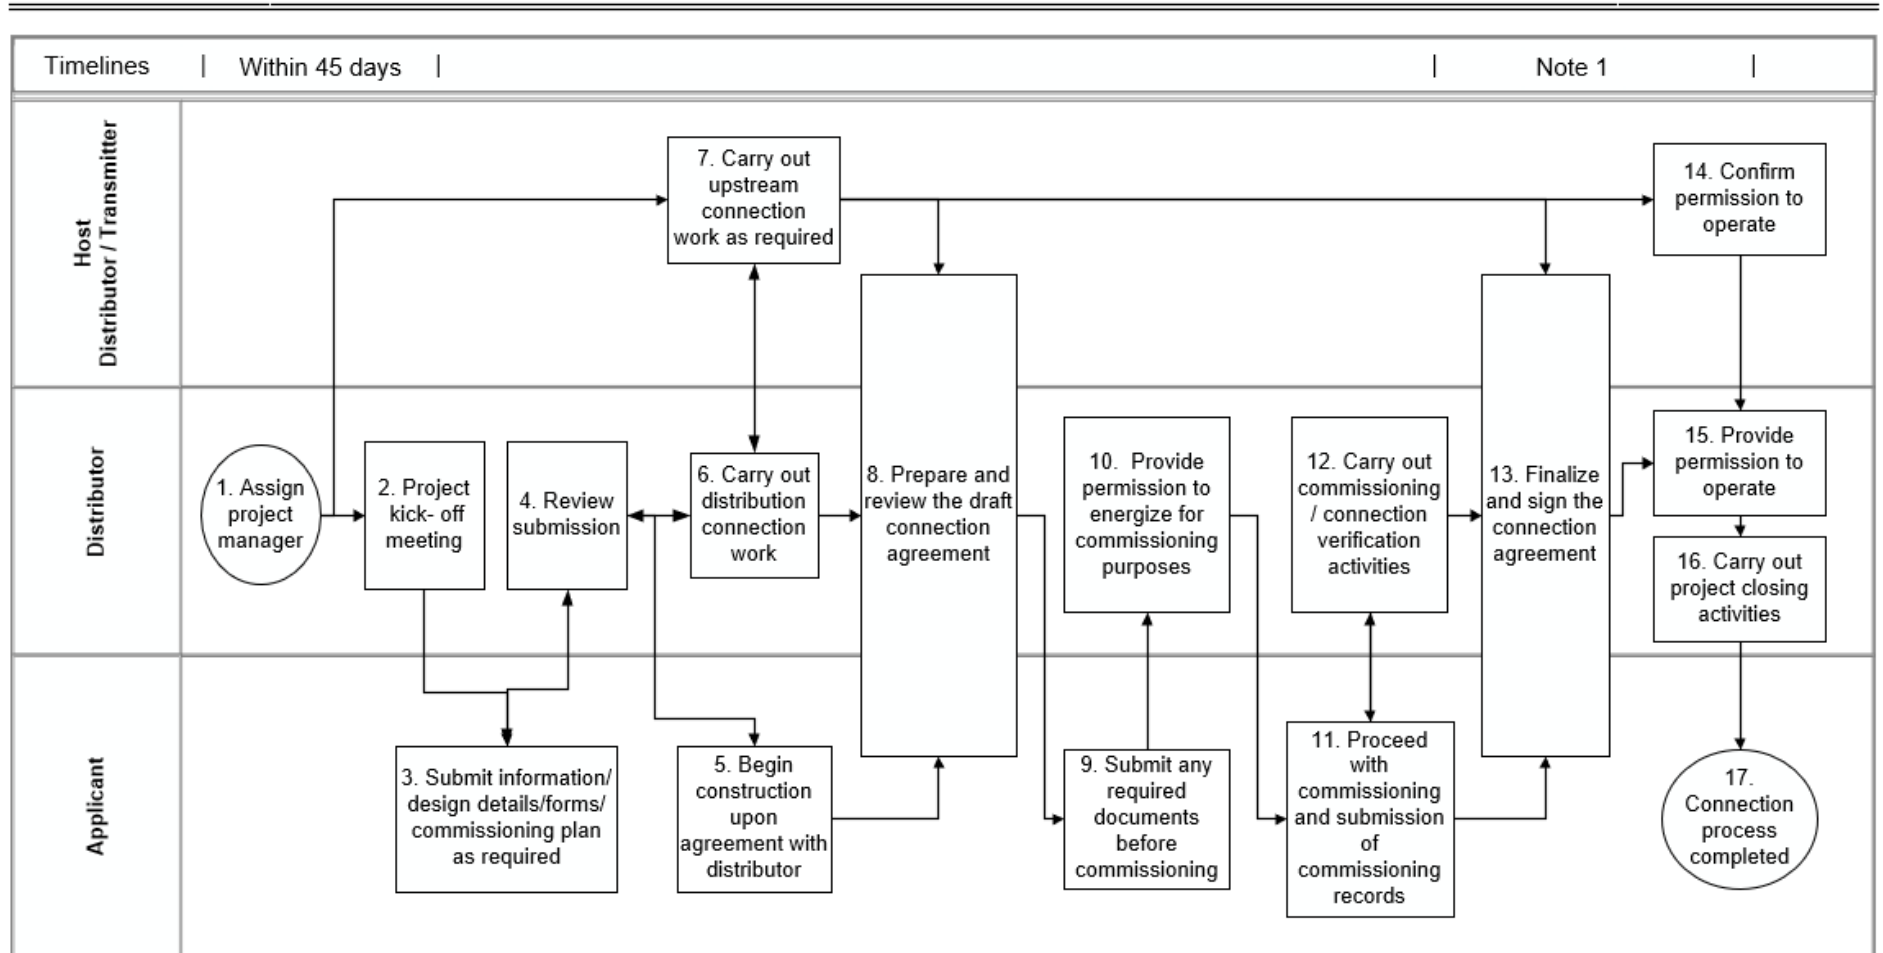 Timelines | Within 45 days | | Note 1 |
Host
Distributor / Transmitter
7. Carry out
upstream
connection
work as required
14. Confirm
permission to
operate
Distributor
1. Assign
project
manager
2. Project
kick- off
meeting
4. Review
submission
6. Carry out
distribution
connection
work
8. Prepare and
review the draft
connection
agreement
10. Provide
permission to
energize for
commissioning
purposes
12. Carry out
commissioning
/ connection
verification
activities
13. Finalize
and sign the
connection
agreement
15. Provide
permission to
operate
16. Carry out
project closing
activities
Applicant
3. Submit information/
design details/forms/
commissioning plan
as required
5. Begin
construction
upon
agreement with
distributor
9. Submit any
required
documents
before
commissioning
11. Proceed
with
commissioning
and submission
of
commissioning
records
17.
Connection
process
completed